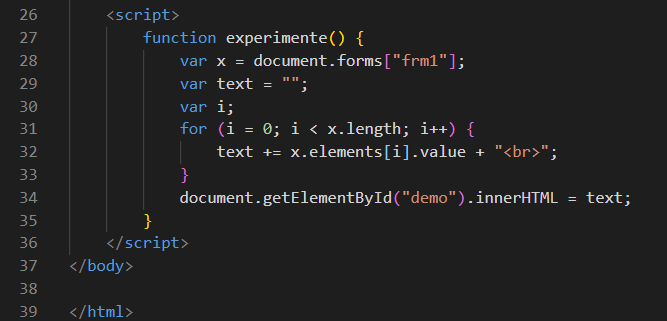 26 <script>
27 function experimente() {
28 var x = document.forms["frm1"];
29 var text = "";
30 var i;
31 for (i = 0; i < x.length; i++) {
32 text += x.elements[i].value + "<br>";
33 }
34 document.getElementById("demo").innerHTML = text;
35 }
36 </script>
37 </body>
38
39 </html>